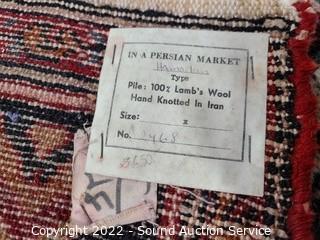 IN A PERSIAN MARKET
Hamadan
Type
Pile: 100% Lamb's Wool
Hand Knotted In Iran
Size: x
No. 2468
Copyright 2022 - Sound Auction Service